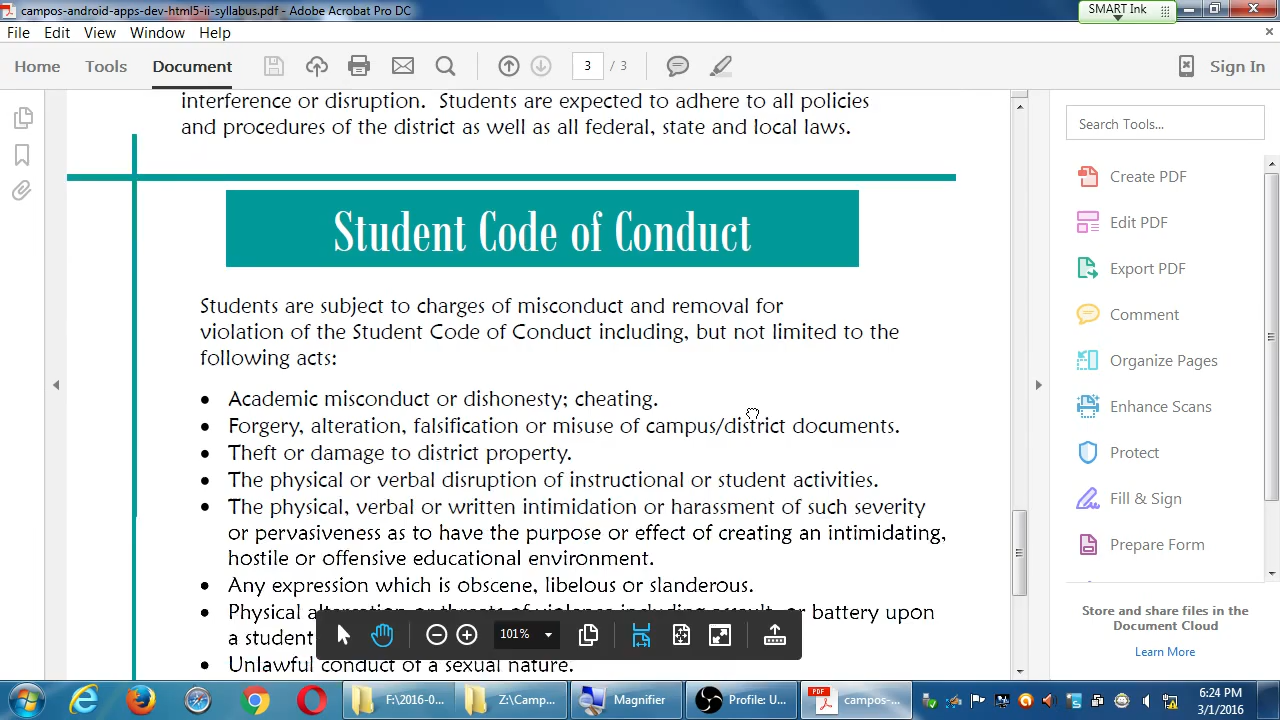 campos-android-apps-dev-html5-ii-syllabus.pdf - Adobe Acrobat Pro DC
SMART Ink
File Edit View Window Help
Home Tools Document 3 / 3 Sign In
interference or disruption. Students are expected to adhere to all policies
and procedures of the district as well as all federal, state and local laws.
Student Code of Conduct
Students are subject to charges of misconduct and removal for
violation of the Student Code of Conduct including, but not limited to the
following acts:
• Academic misconduct or dishonesty; cheating.
• Forgery, alteration, falsification or misuse of campus/district documents.
• Theft or damage to district property.
• The physical or verbal disruption of instructional or student activities.
• The physical, verbal or written intimidation or harassment of such severity
or pervasiveness as to have the purpose or effect of creating an intimidating,
hostile or offensive educational environment.
• Any expression which is obscene, libelous or slanderous.
• Physical altercation or threats of violence including assault, or battery upon
a student
• Unlawful conduct of a sexual nature.
101%
Search Tools...
Create PDF
Edit PDF
Export PDF
Comment
Organize Pages
Enhance Scans
Protect
Fill & Sign
Prepare Form
Store and share files in the
Document Cloud
Learn More
F:\2016-0... Z:\Camp... Magnifier Profile: U... PDF campos-...
6:24 PM
3/1/2016